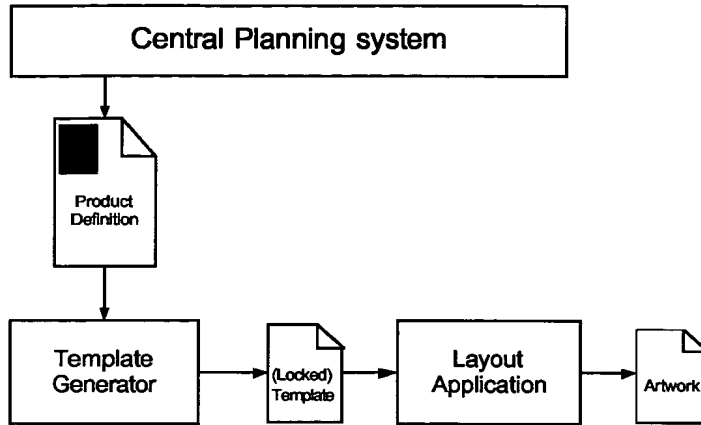 Central Planning system
Product
Definition
Template
Generator
(Locked)
Template
Layout
Application
Artwork